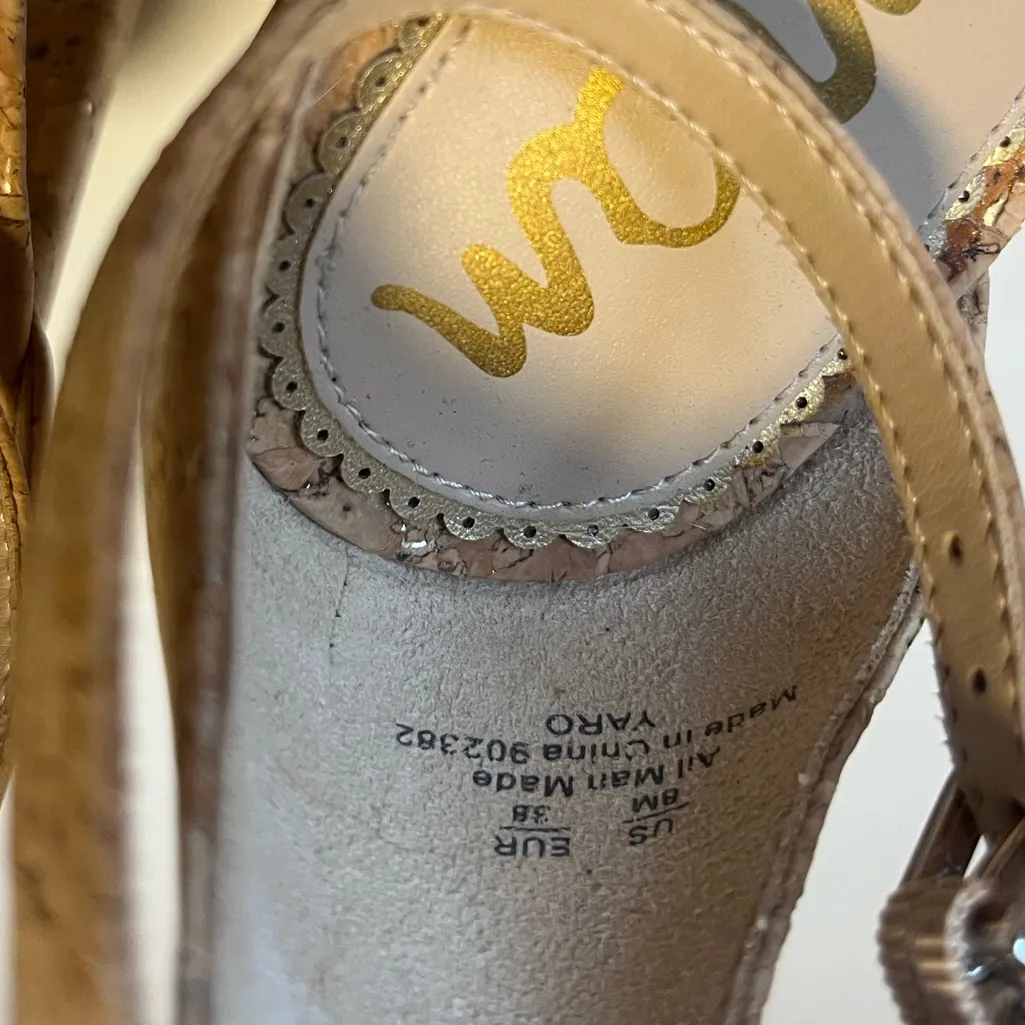 US EUR
8M 38
All Man Made
Made in China 902382
YARO